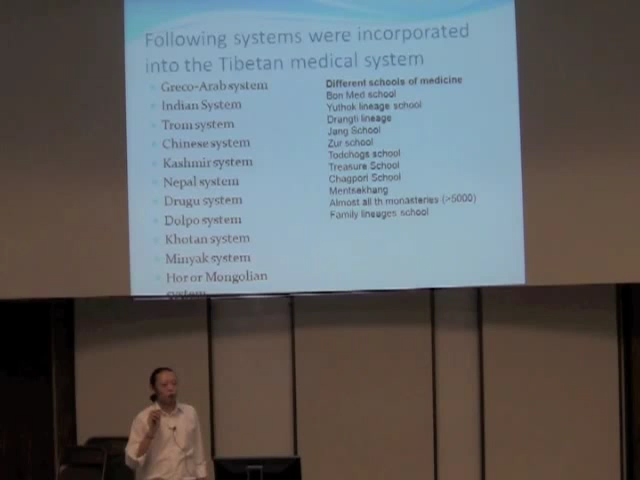 Following systems were incorporated
into the Tibetan medical system
Greco-Arab system
Indian System
Trom system
Chinese system
Kashmir system
Nepal system
Drugu system
Dolpo system
Khotan system
Minyak system
Hor or Mongolian
system
Different schools of medicine
Bon Med school
Yuthok lineage school
Drangti lineage
Jang School
Zur school
Todchogs school
Treasure School
Chagpori School
Mentsekhang
Almost all th monasteries (>5000)
Family lineages school